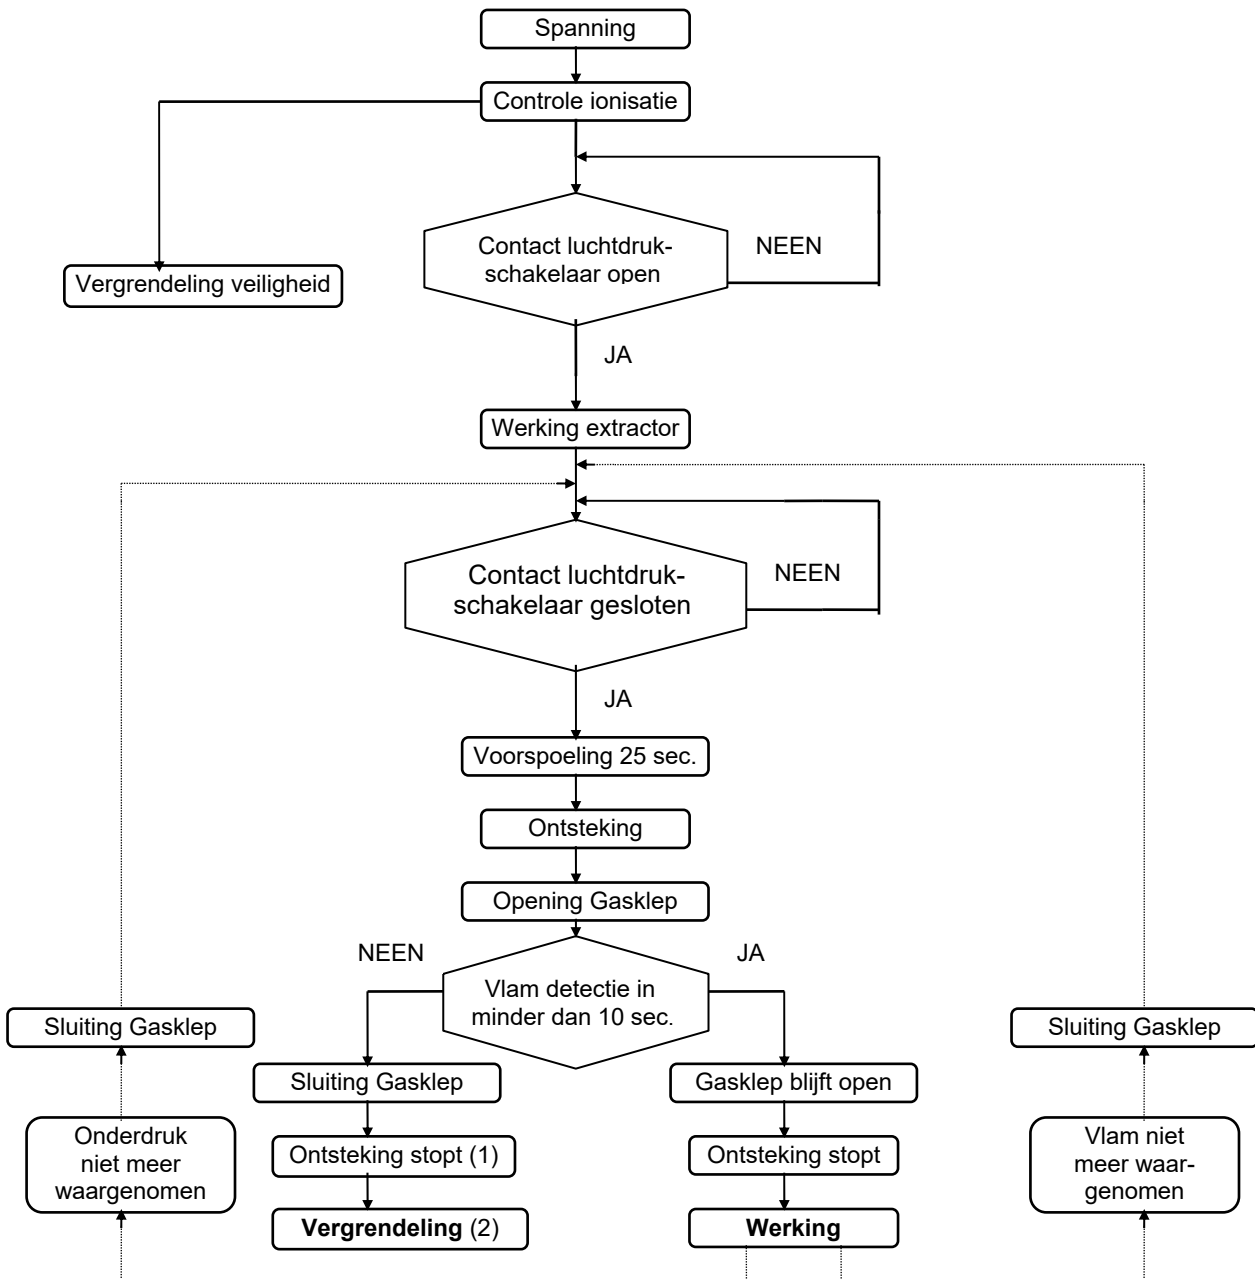 Spanning
Controle ionisatie
Contact luchtdruk-
schakelaar open
NEEN
Vergrendeling veiligheid
JA
Werking extractor
Contact luchtdruk-
schakelaar gesloten
NEEN
JA
Voorspoeling 25 sec.
Ontsteking
Opening Gasklep
NEEN
JA
Vlam detectie in
minder dan 10 sec.
Sluiting Gasklep
Sluiting Gasklep
Sluiting Gasklep
Gasklep blijft open
Onderdruk
niet meer
waargenomen
Ontsteking stopt (1)
Ontsteking stopt
Vlam niet
meer waar-
genomen
Vergrendeling (2)
Werking